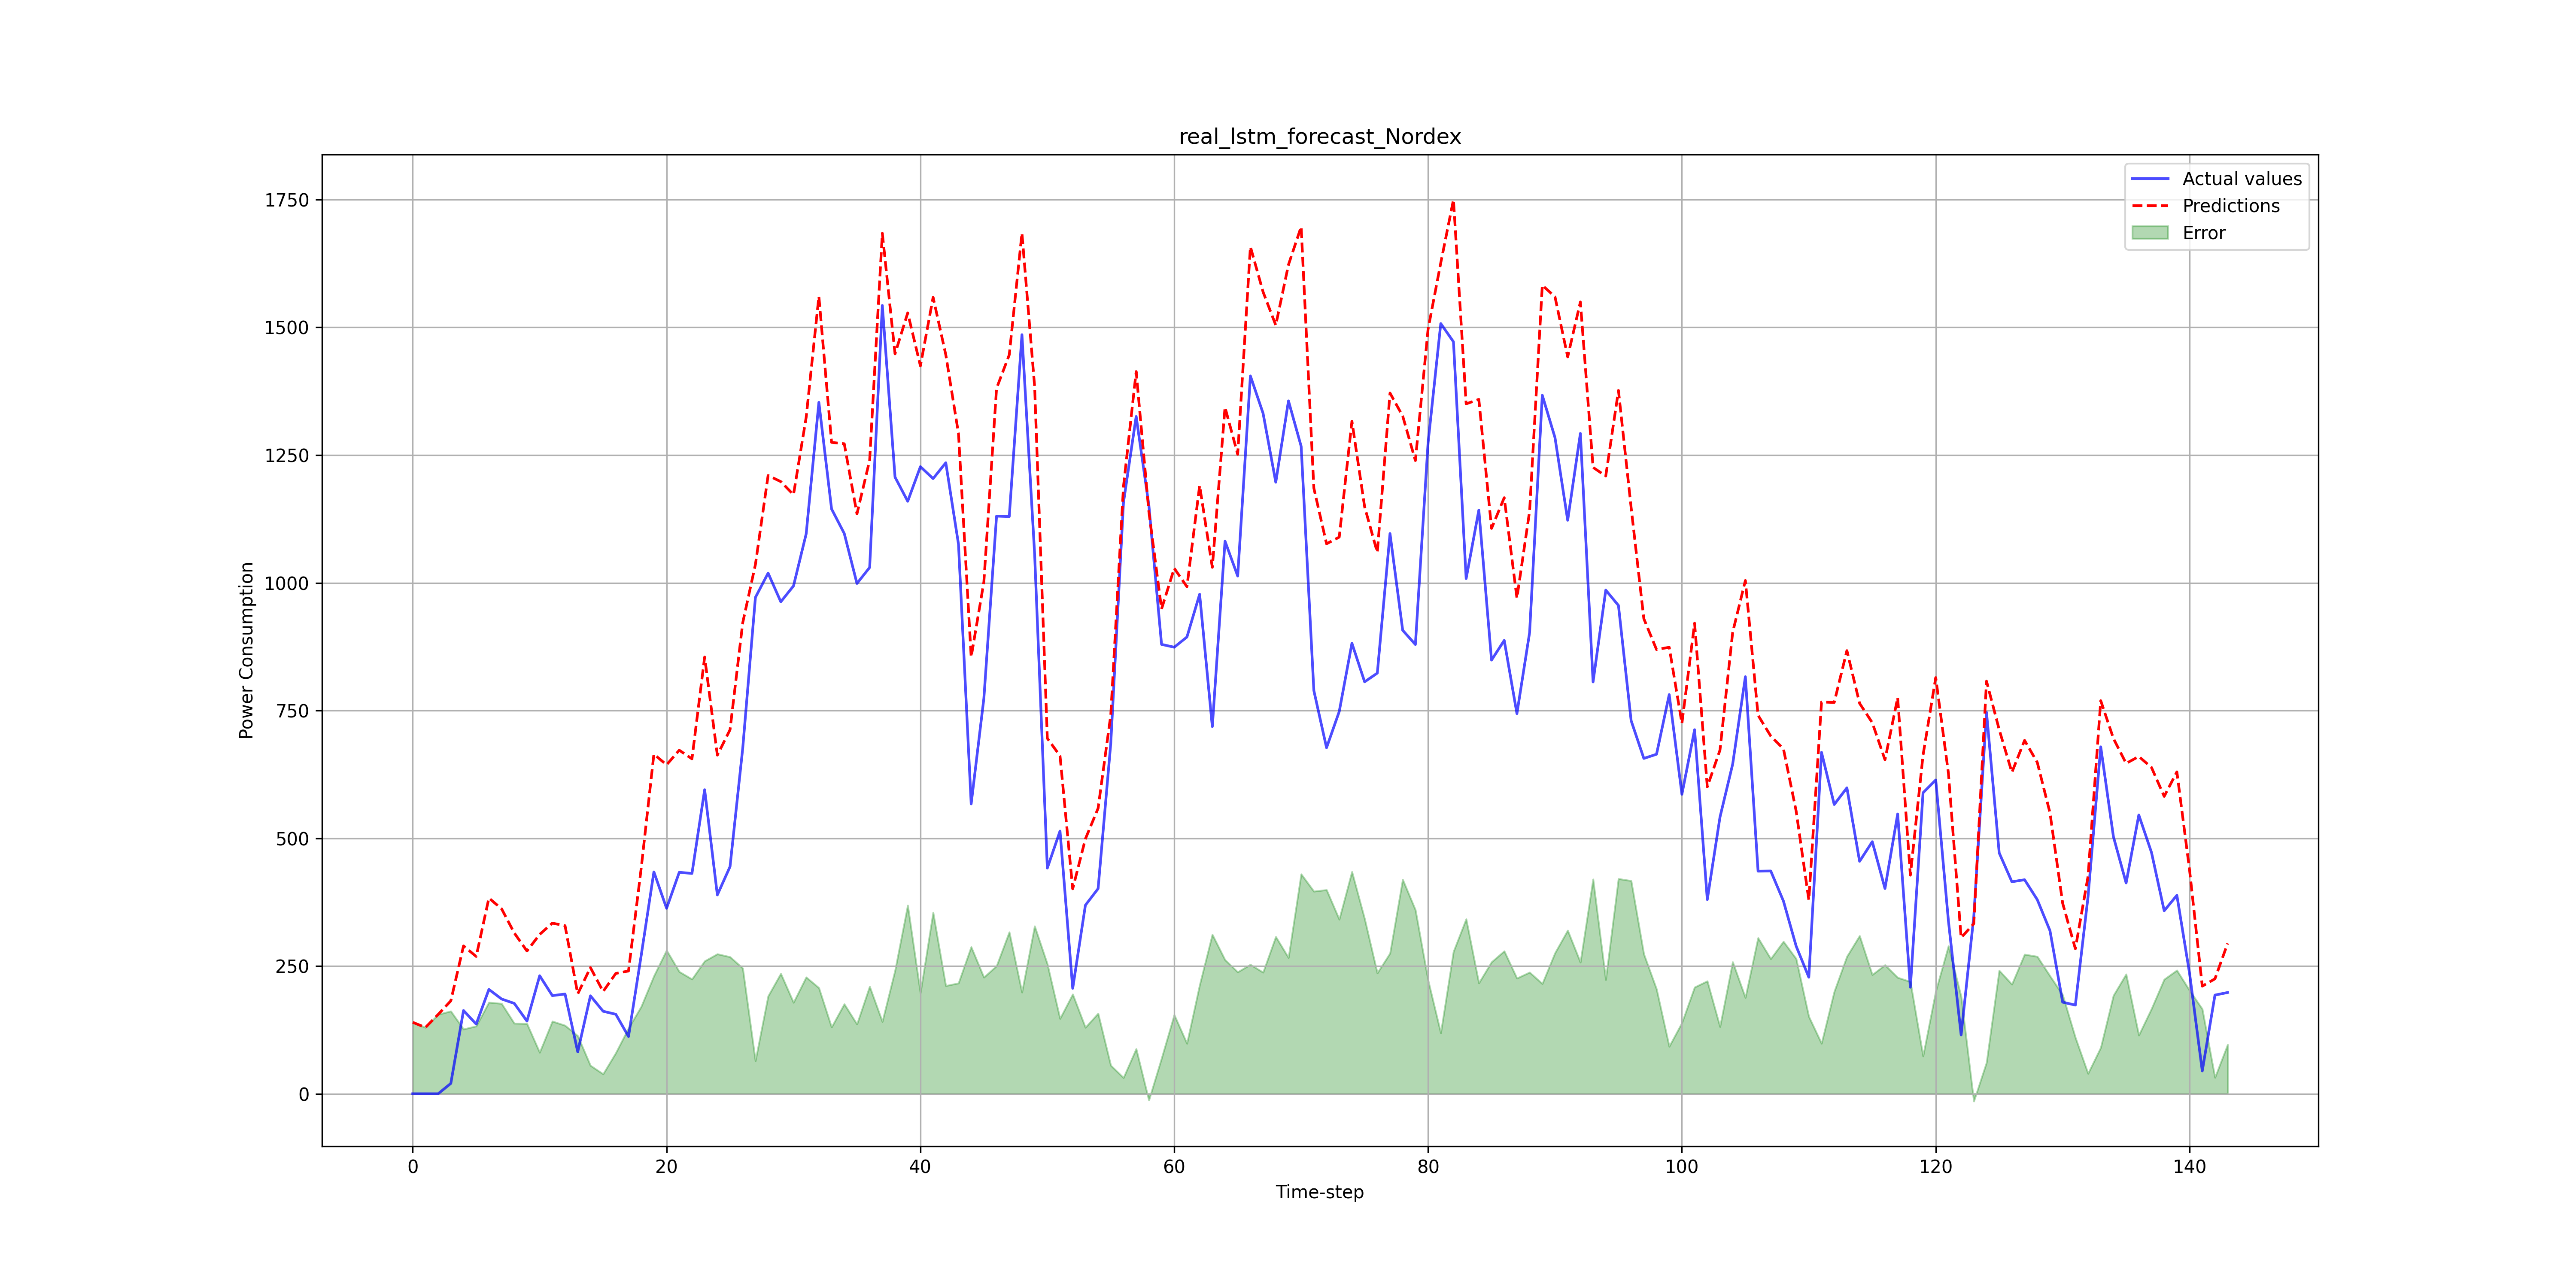 real_lstm_forecast_Nordex
Actual values
Predictions
Error
Power Consumption
1750
1500
1250
1000
750
500
250
0
0 20 40 60 80 100 120 140
Time-step